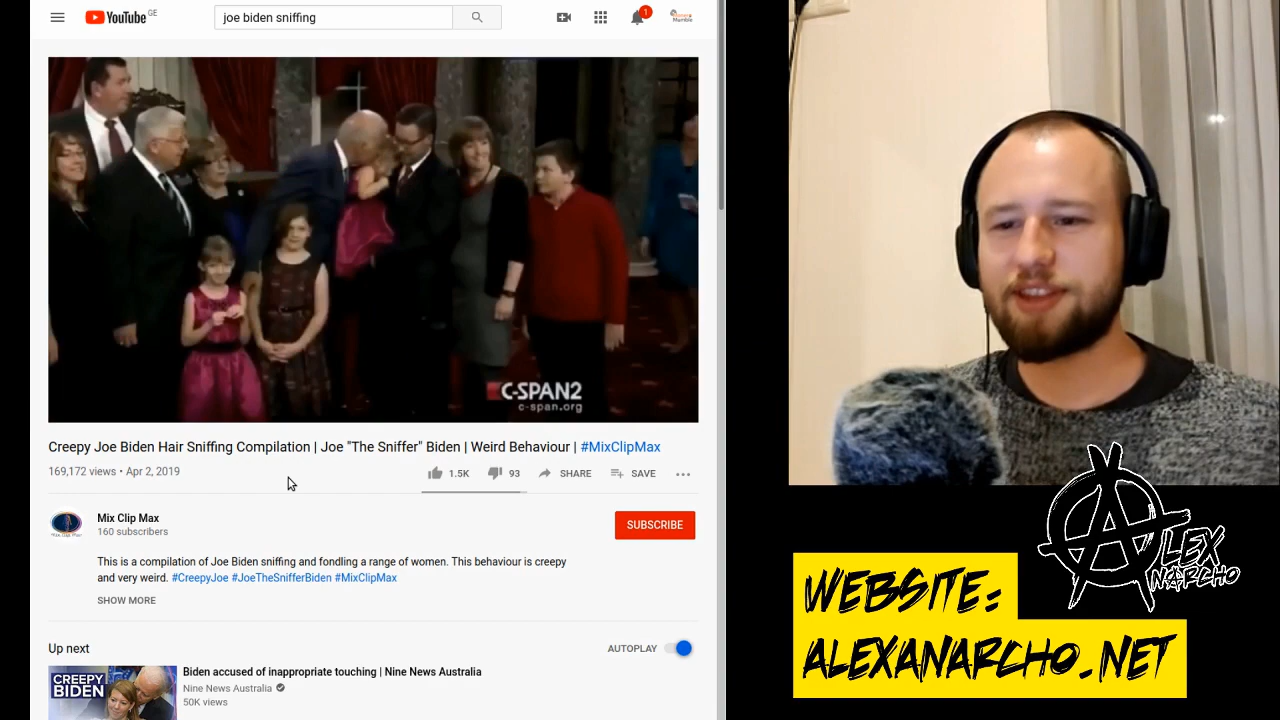 YouTube GE
joe biden sniffing
1
C-SPAN2
c-span.org
Creepy Joe Biden Hair Sniffing Compilation | Joe "The Sniffer" Biden | Weird Behaviour | #MixClipMax
169,172 views • Apr 2, 2019
1.5K 93 SHARE SAVE
Mix Clip Max
160 subscribers
SUBSCRIBE
This is a compilation of Joe Biden sniffing and fondling a range of women. This behaviour is creepy
and very weird. #CreepyJoe #JoeTheSnifferBiden #MixClipMax
SHOW MORE
Up next
AUTOPLAY
CREEPY
BIDEN
Biden accused of inappropriate touching | Nine News Australia
Nine News Australia
50K views
ALEX
ANARCHO
WEBSITE:
ALEXANARCHO.NET